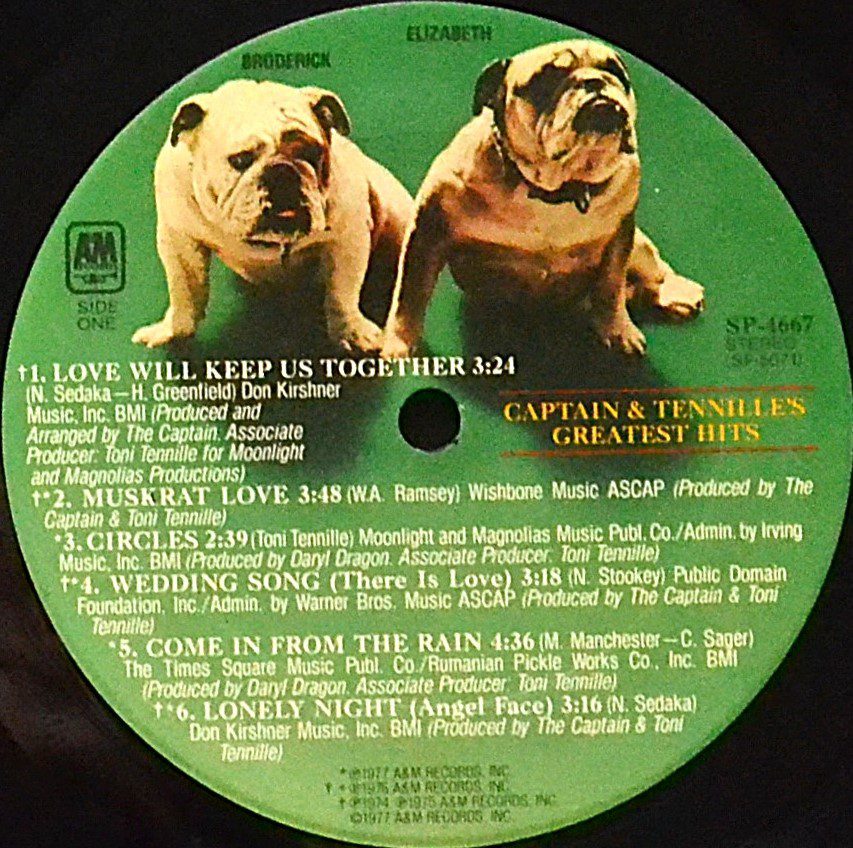 ELIZABETH
BRODERICK
AM
SIDE
ONE
SP-4667
STEREO
†1. LOVE WILL KEEP US TOGETHER 3:24
(N. Sedaka—H. Greenfield) Don Kirshner
Music, Inc. BMI (Produced and
Arranged by The Captain. Associate
Producer: Toni Tennille for Moonlight
and Magnolias Productions)
CAPTAIN & TENNILLE'S
GREATEST HITS
†*2. MUSKRAT LOVE 3:48 (W.A. Ramsey) Wishbone Music ASCAP (Produced by The
Captain & Toni Tennille)
*3. CIRCLES 2:39 (Toni Tennille) Moonlight and Magnolias Music Publ. Co./Admin. by Irving
Music, Inc. BMI (Produced by Daryl Dragon. Associate Producer: Toni Tennille)
†*4. WEDDING SONG (There Is Love) 3:18 (N. Stookey) Public Domain
Foundation, Inc./Admin. by Warner Bros. Music ASCAP (Produced by The Captain & Toni
Tennille)
*5. COME IN FROM THE RAIN 4:36 (M. Manchester—C. Sager)
The Times Square Music Publ. Co./Rumanian Pickle Works Co., Inc. BMI
(Produced by Daryl Dragon. Associate Producer: Toni Tennille)
†*6. LONELY NIGHT (Angel Face) 3:16 (N. Sedaka)
Don Kirshner Music, Inc. BMI (Produced by The Captain & Toni
Tennille)
*℗1977 A&M RECORDS, INC.
†*℗1976 A&M RECORDS, INC.
†℗1974 ℗1975 A&M RECORDS, INC.
©1977 A&M RECORDS, INC.